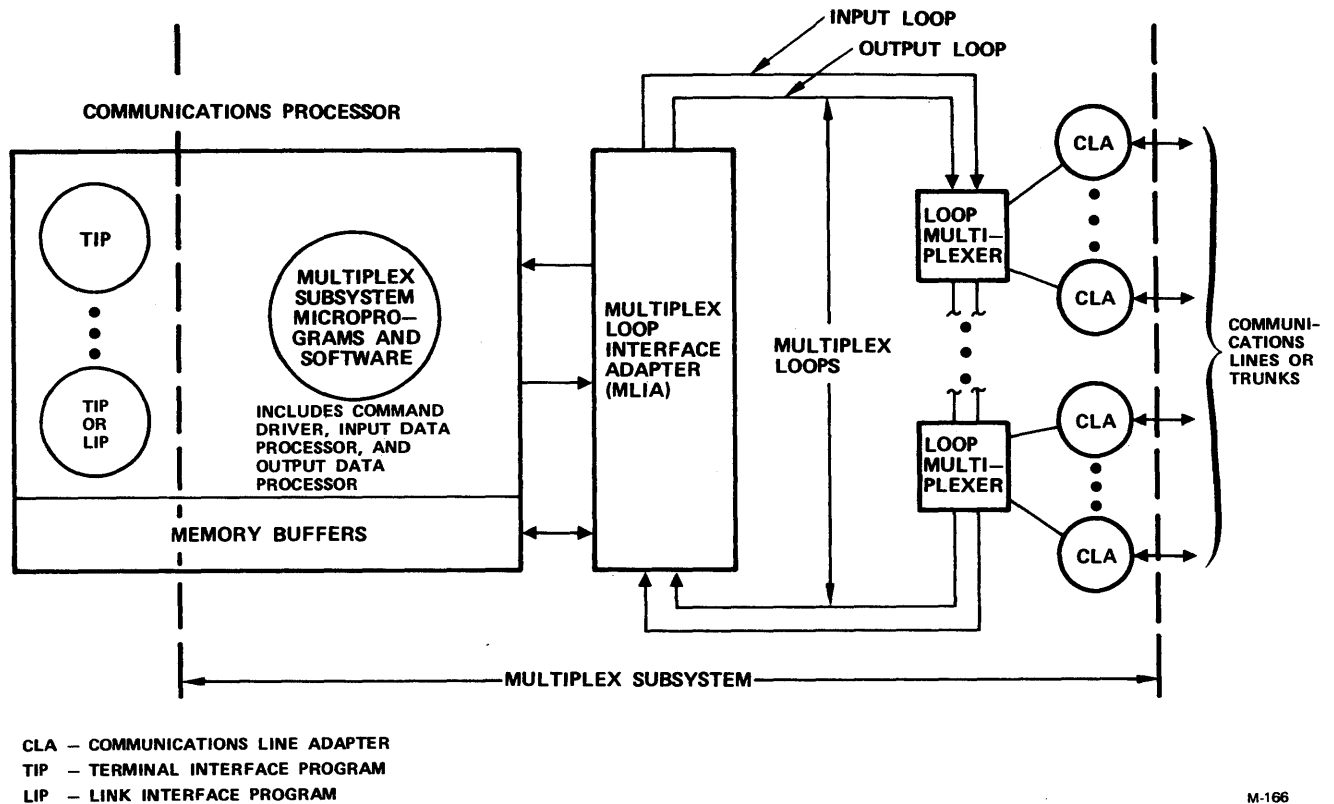 INPUT LOOP
OUTPUT LOOP
COMMUNICATIONS PROCESSOR
TIP
MULTIPLEX
SUBSYSTEM
MICROPRO-
GRAMS AND
SOFTWARE
TIP
OR
LIP
INCLUDES COMMAND
DRIVER, INPUT DATA
PROCESSOR, AND
OUTPUT DATA
PROCESSOR
MEMORY BUFFERS
MULTIPLEX
LOOP
INTERFACE
ADAPTER
(MLIA)
MULTIPLEX
LOOPS
LOOP
MULTI-
PLEXER
LOOP
MULTI-
PLEXER
CLA
CLA
CLA
CLA
COMMUNI-
CATIONS
LINES OR
TRUNKS
MULTIPLEX SUBSYSTEM
CLA – COMMUNICATIONS LINE ADAPTER
TIP – TERMINAL INTERFACE PROGRAM
LIP – LINK INTERFACE PROGRAM
M-166